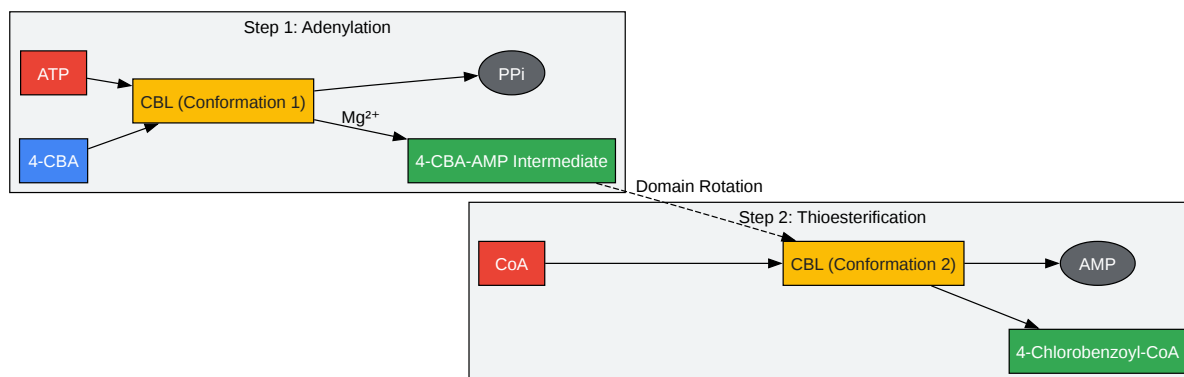 Step 1: Adenylation
ATP
PPi
CBL (Conformation 1)
Mg²⁺
4-CBA
4-CBA-AMP Intermediate
Domain Rotation
Step 2: Thioesterification
CoA
CBL (Conformation 2)
AMP
4-Chlorobenzoyl-CoA